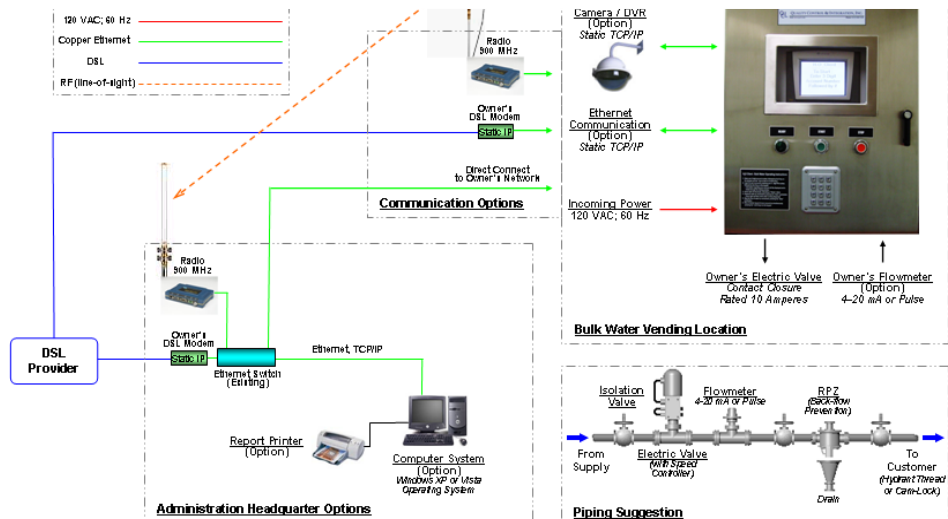 120 VAC; 60 Hz
Copper Ethernet
DSL
RF (line-of-sight)
Radio
900 MHz
Owner's
DSL Modem
Static IP
Direct Connect
to Owner's Network
Communication Options
Camera / DVR
(Option)
Static TCP/IP
Ethernet
Communication
(Option)
Static TCP/IP
Incoming Power
120 VAC; 60 Hz
Owner's Electric Valve
Contact Closure
Rated 10 Amperes
Owner's Flowmeter
(Option)
4-20 mA or Pulse
Bulk Water Vending Location
Radio
900 MHz
Owner's
DSL Modem
Static IP
DSL
Provider
Ethernet Switch
(Existing)
Ethernet, TCP/IP
Report Printer
(Option)
Computer System
(Option)
Windows XP or Vista
Operating System
Administration Headquarter Options
Isolation
Valve
Flowmeter
4-20 mA or Pulse
RPZ
(Back-flow
Prevention)
From
Supply
Electric Valve
(with Speed
Controller)
Drain
To
Customer
(Hydrant Thread
or Cam-Lock)
Piping Suggestion